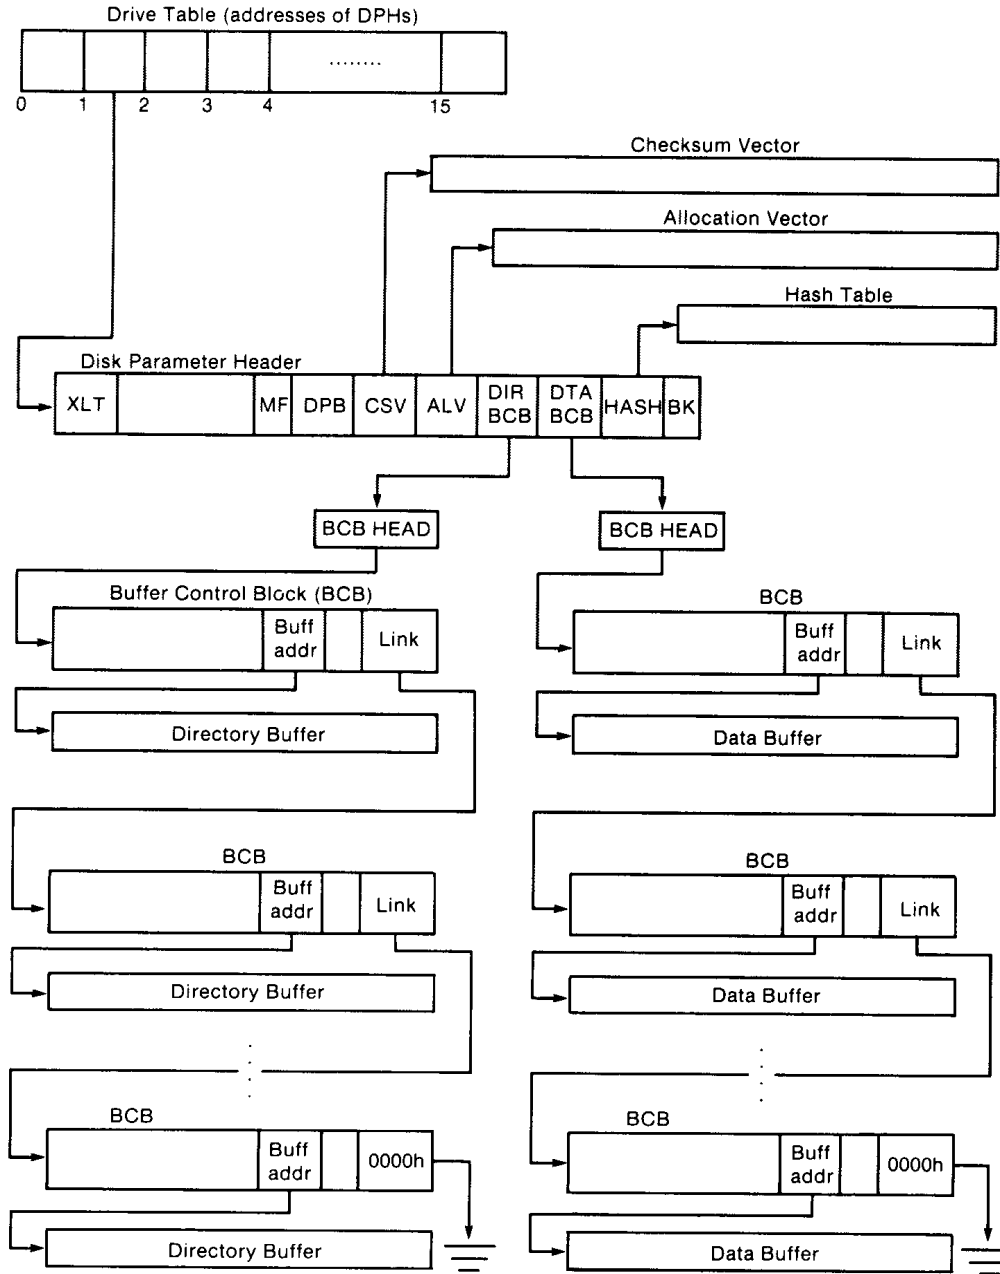 Drive Table (addresses of DPHs)
........
0 1 2 3 4 15
Checksum Vector
Allocation Vector
Hash Table
Disk Parameter Header
XLT MF DPB CSV ALV DIR BCB DTA BCB HASH BK
BCB HEAD
BCB HEAD
Buffer Control Block (BCB)
Buff
addr
Link
Directory Buffer
BCB
Buff
addr
Link
Data Buffer
BCB
Buff
addr
Link
Directory Buffer
BCB
Buff
addr
Link
Data Buffer
BCB
Buff
addr
0000h
Directory Buffer
BCB
Buff
addr
0000h
Data Buffer